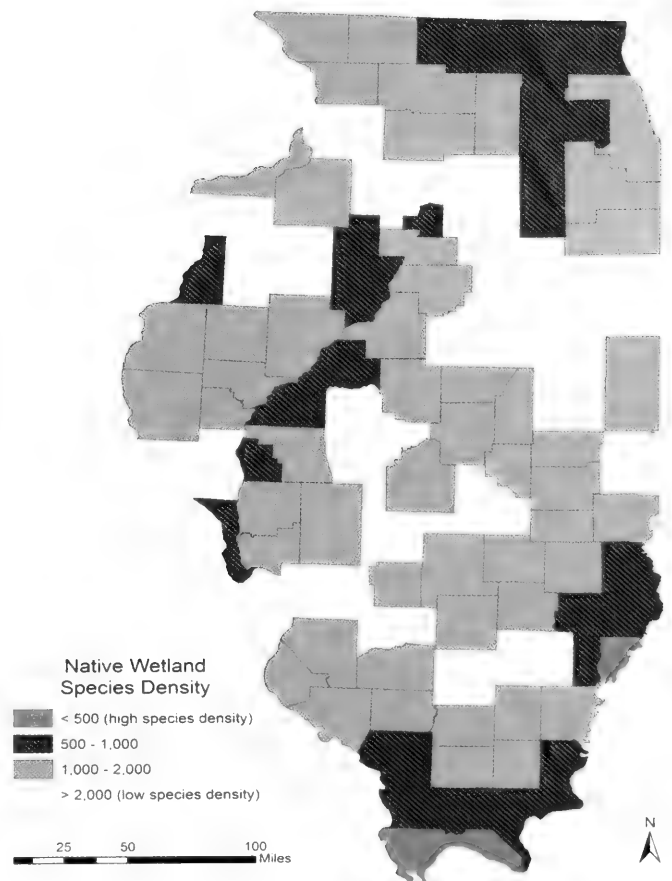 Native Wetland
Species Density
< 500 (high species density)
500 - 1,000
1,000 - 2,000
> 2,000 (low species density)
25 50 100
Miles
N